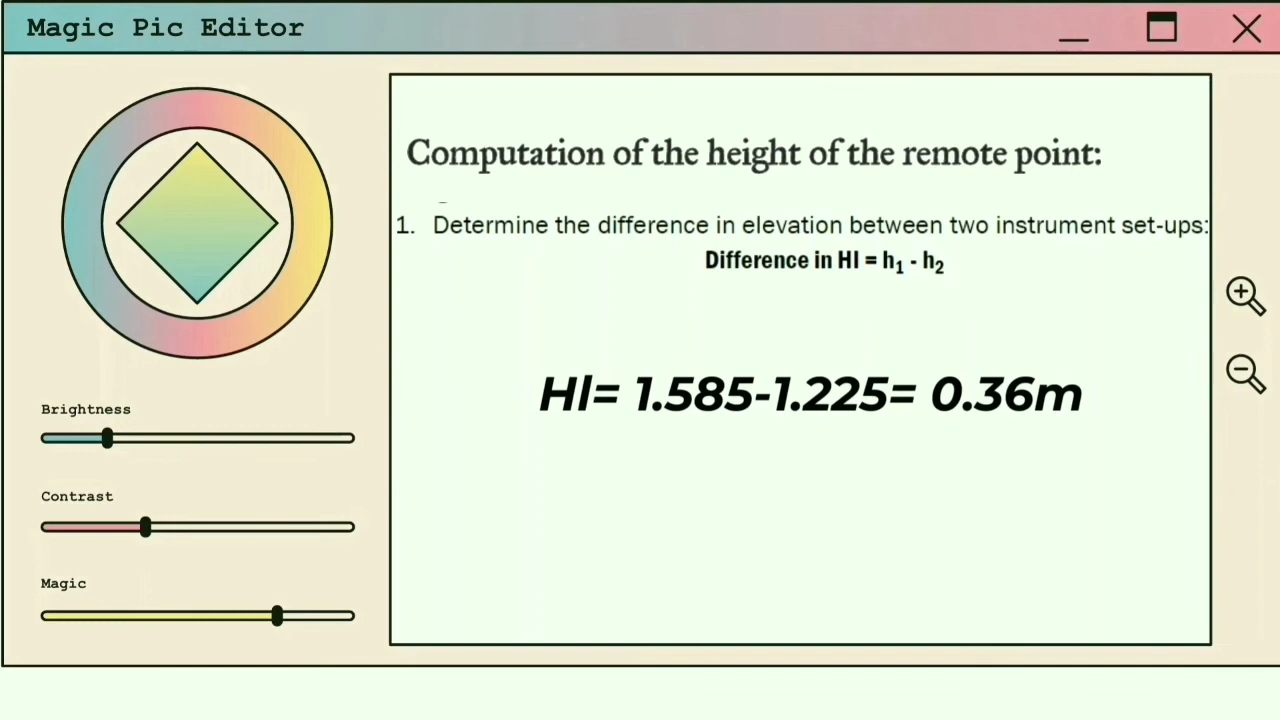 Magic Pic Editor
Computation of the height of the remote point:
1. Determine the difference in elevation between two instrument set-ups:
Difference in HI = h₁ - h₂
HI= 1.585-1.225= 0.36m
Brightness
Contrast
Magic